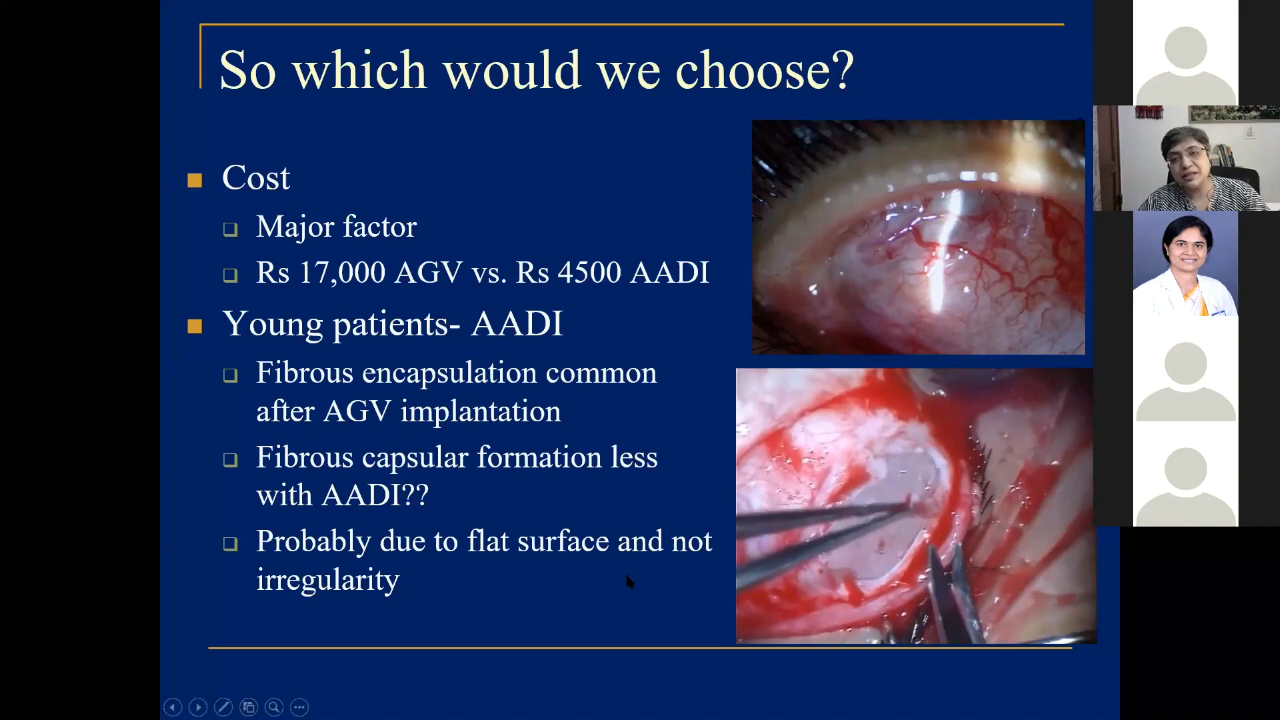 So which would we choose?
Cost
Major factor
Rs 17,000 AGV vs. Rs 4500 AADI
Young patients- AADI
Fibrous encapsulation common
after AGV implantation
Fibrous capsular formation less
with AADI??
Probably due to flat surface and not
irregularity